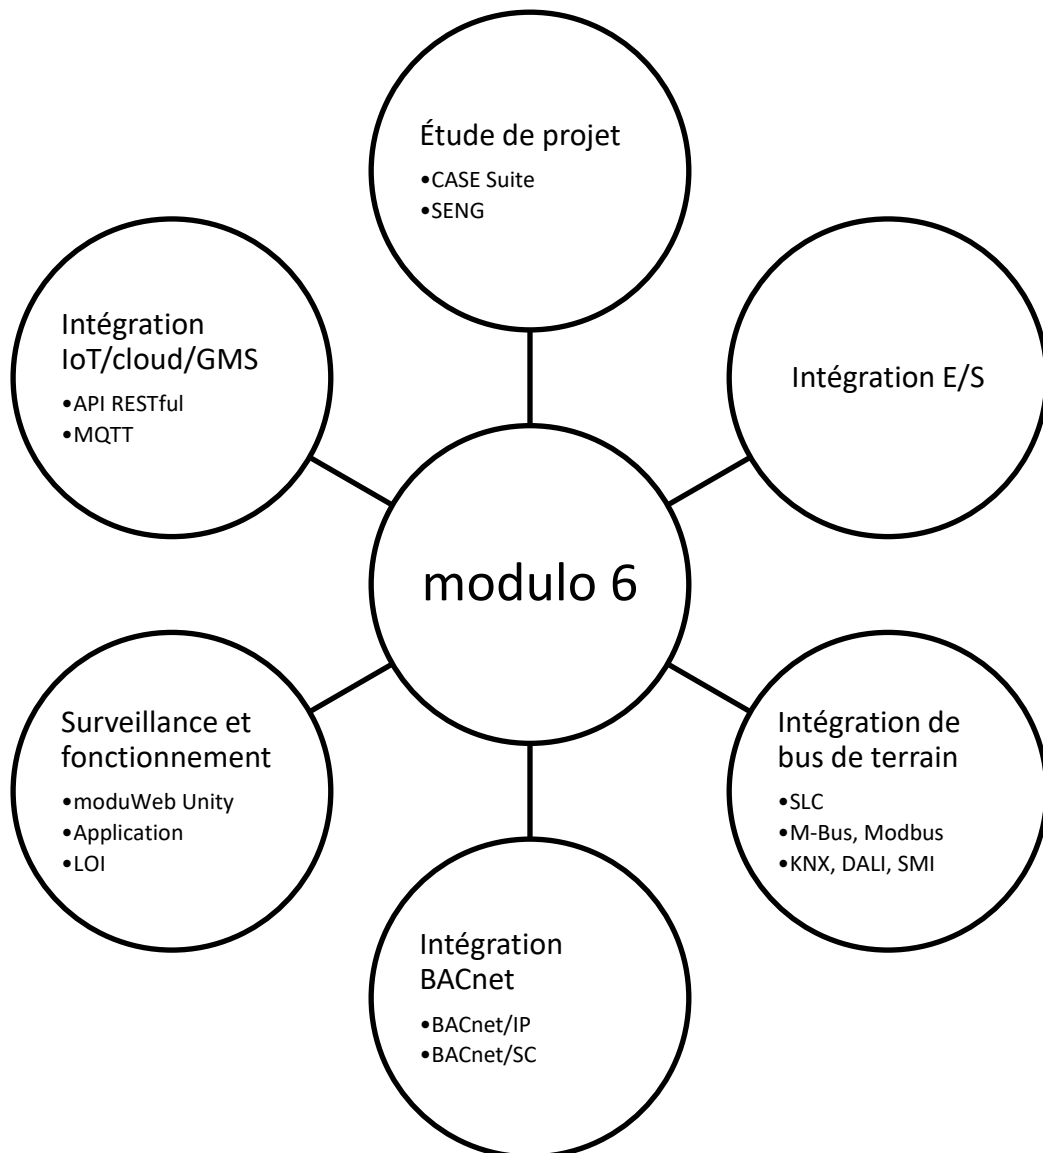 Étude de projet
•CASE Suite
•SENG
Intégration
IoT/cloud/GMS
•API RESTful
•MQTT
Intégration E/S
modulo 6
Surveillance et
fonctionnement
•moduWeb Unity
•Application
•LOI
Intégration de
bus de terrain
•SLC
•M-Bus, Modbus
•KNX, DALI, SMI
Intégration
BACnet
•BACnet/IP
•BACnet/SC